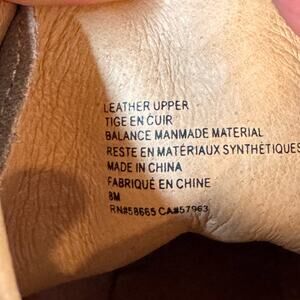 LEATHER UPPER
TIGE EN CUIR
BALANCE MANMADE MATERIAL
RESTE EN MATÉRIAUX SYNTHÉTIQUES
MADE IN CHINA
FABRIQUÉ EN CHINE
8M
RN#58665 CA#57963